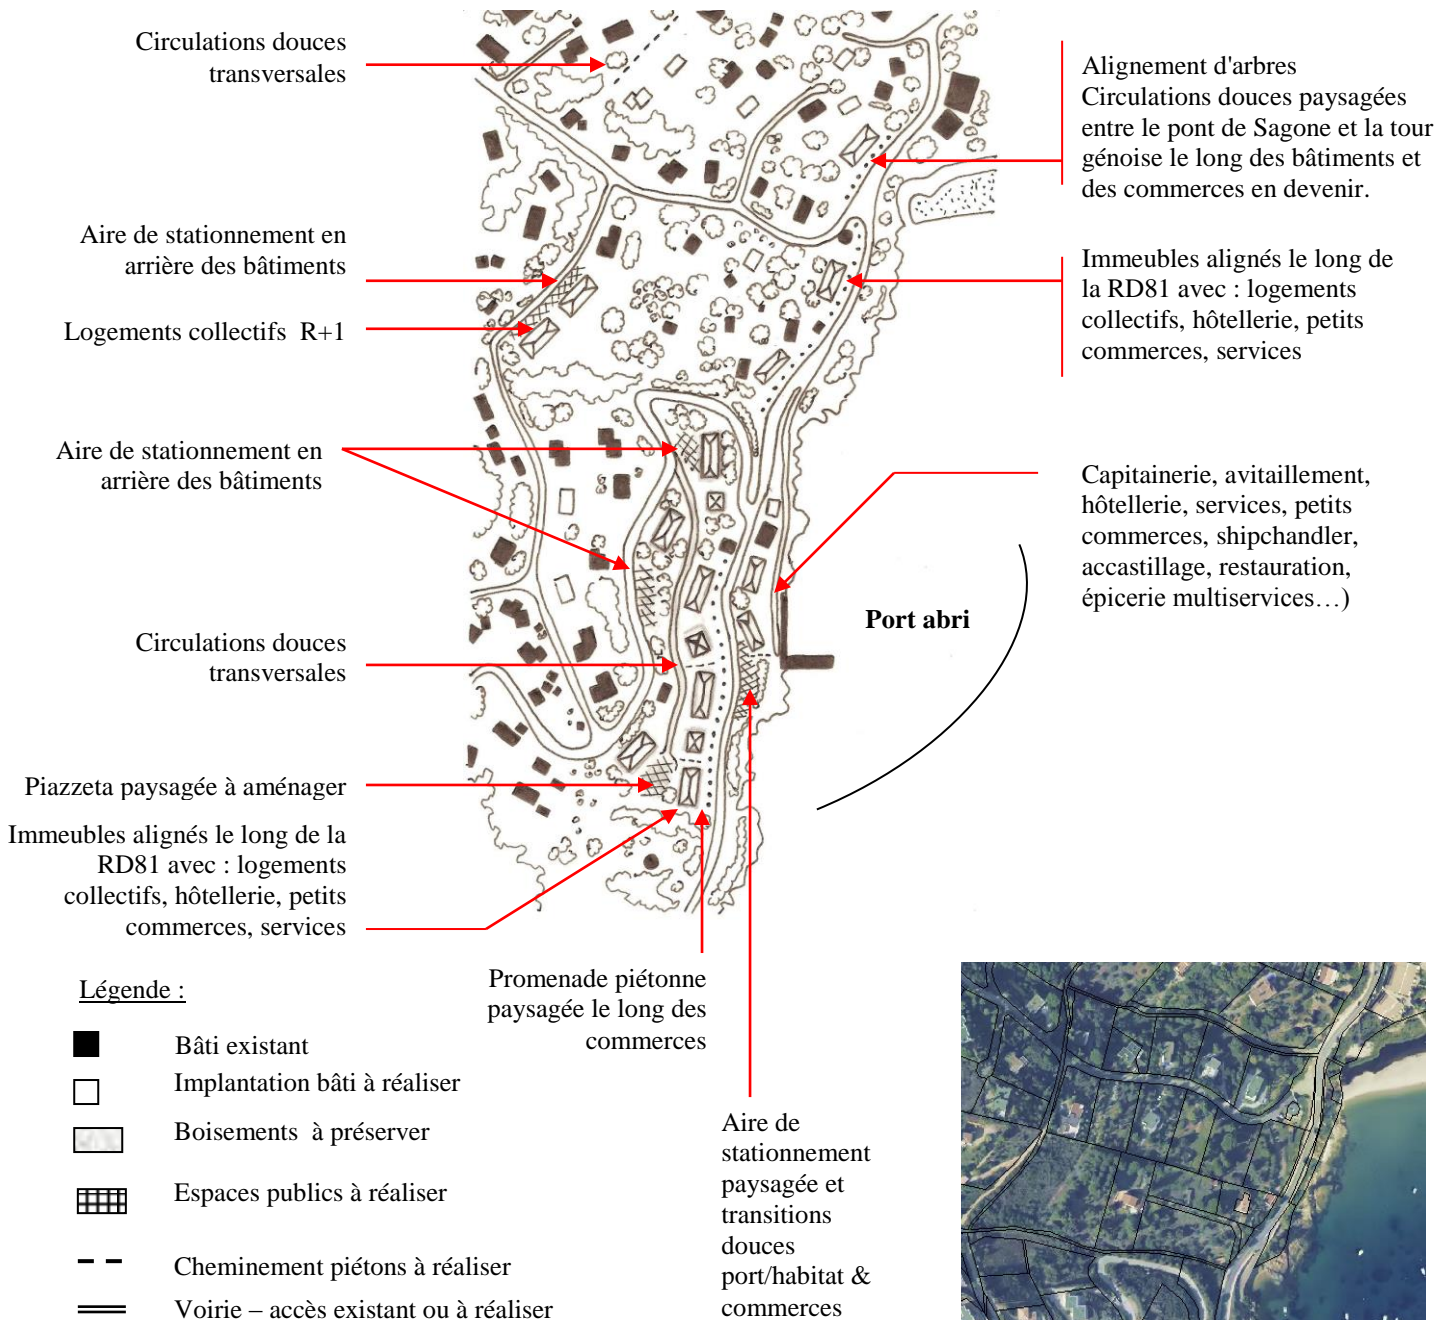 Circulations douces
transversales
Alignement d'arbres
Circulations douces paysagées
entre le pont de Sagone et la tour
génoise le long des bâtiments et
des commerces en devenir.
Aire de stationnement en
arrière des bâtiments
Immeubles alignés le long de
la RD81 avec : logements
collectifs, hôtellerie, petits
commerces, services
Logements collectifs R+1
Aire de stationnement en
arrière des bâtiments
Capitainerie, avitaillement,
hôtellerie, services, petits
commerces, shipchandler,
accastillage, restauration,
épicerie multiservices…)
Port abri
Circulations douces
transversales
Piazzeta paysagée à aménager
Immeubles alignés le long de la
RD81 avec : logements
collectifs, hôtellerie, petits
commerces, services
Promenade piétonne
paysagée le long des
commerces
Légende :
Bâti existant
Implantation bâti à réaliser
Boisements à préserver
Espaces publics à réaliser
Cheminement piétons à réaliser
Voirie – accès existant ou à réaliser
Aire de
stationnement
paysagée et
transitions
douces
port/habitat &
commerces